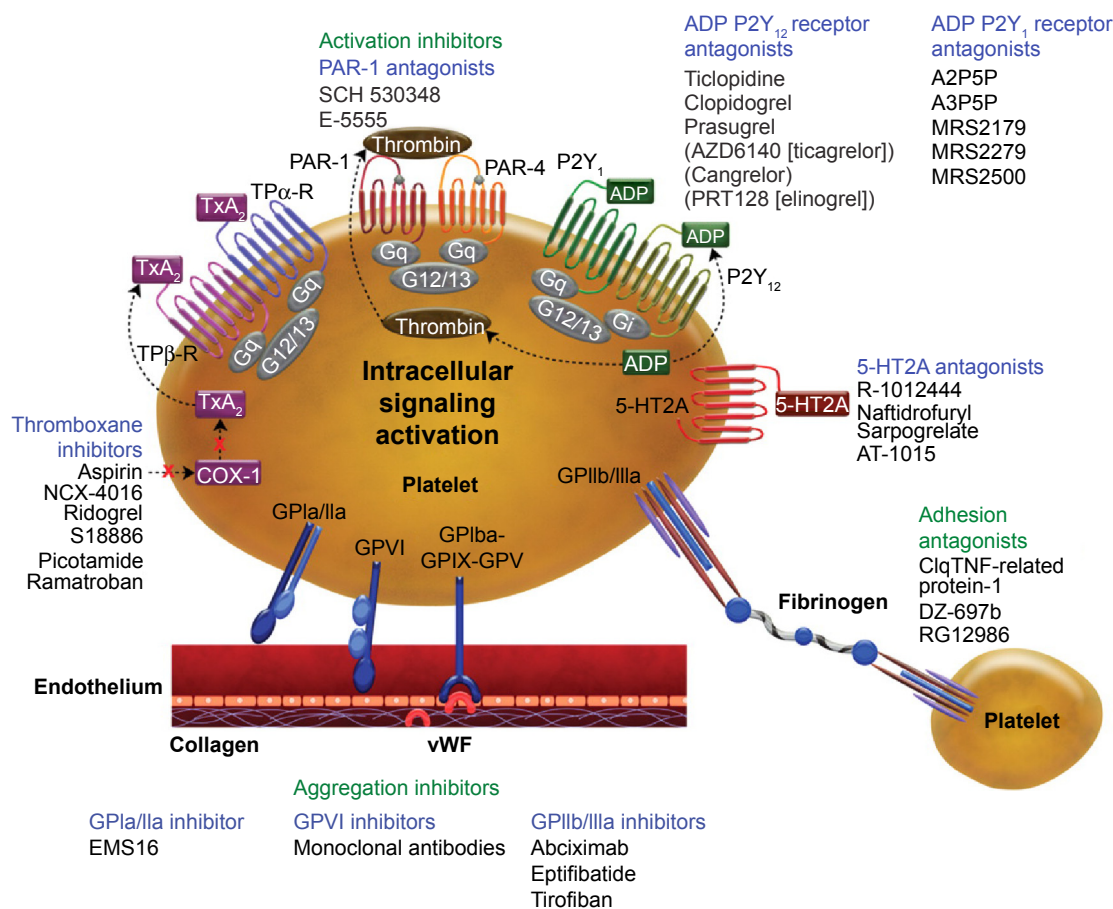 Activation inhibitors
PAR-1 antagonists
SCH 530348
E-5555
ADP P2Y₁₂ receptor
antagonists
Ticlopidine
Clopidogrel
Prasugrel
(AZD6140 [ticagrelor])
(Cangrelor)
(PRT128 [elinogrel])
ADP P2Y₁ receptor
antagonists
A2P5P
A3P5P
MRS2179
MRS2279
MRS2500
Thrombin
PAR-1
PAR-4
P2Y₁
ADP
TPα-R
TxA₂
ADP
TxA₂
P2Y₁₂
Gq
Gq
G12/13
Gq
Gq
G12/13
Gq
G12/13
Gi
TPβ-R
Thrombin
ADP
Intracellular
signaling
activation
Platelet
5-HT2A
5-HT2A
5-HT2A antagonists
R-1012444
Naftidrofuryl
Sarpogrelate
AT-1015
TxA₂
x
x
COX-1
Thromboxane
inhibitors
Aspirin
NCX-4016
Ridogrel
S18886
Picotamide
Ramatroban
GPIa/IIa
GPVI
GPIba-
GPIX-GPV
GPIIb/IIIa
Adhesion
antagonists
ClqTNF-related
protein-1
DZ-697b
RG12986
Fibrinogen
Platelet
Endothelium
Collagen
vWF
Aggregation inhibitors
GPIa/IIa inhibitor
EMS16
GPVI inhibitors
Monoclonal antibodies
GPIIb/IIIa inhibitors
Abciximab
Eptifibatide
Tirofiban